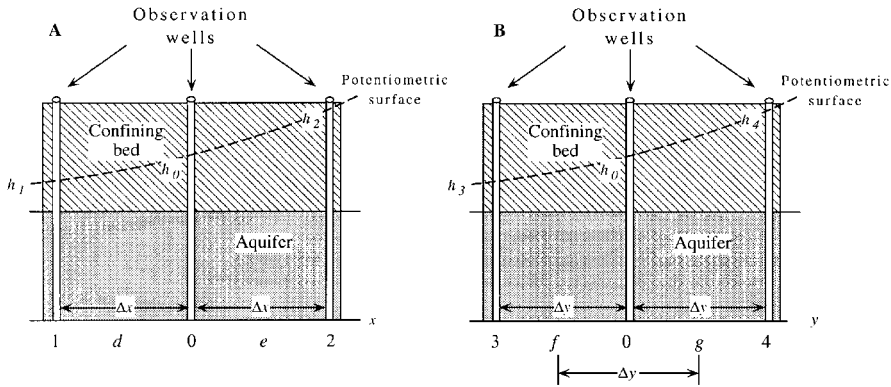 A
Observation
wells
Potentiometric
surface
Confining
bed
h₂
h₀
h₁
Aquifer
Δx
Δx
x
1
d
0
e
2
B
Observation
wells
Potentiometric
surface
Confining
bed
h₄
h₀
h₃
Aquifer
Δy
Δy
y
3
f
0
g
4
Δy